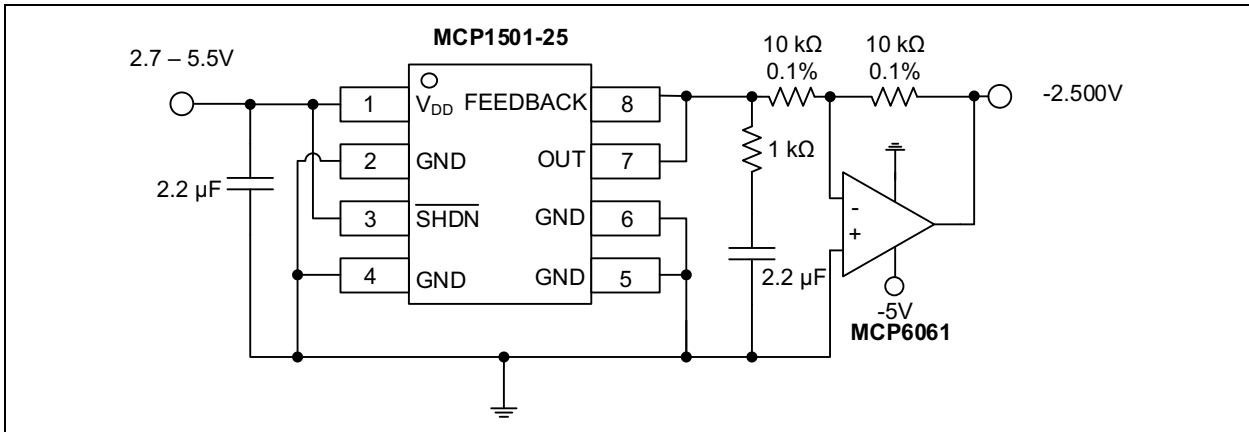 MCP1501-25
2.7 – 5.5V
10 kΩ
0.1%
10 kΩ
0.1%
-2.500V
1
VDD
FEEDBACK
8
2
GND
OUT
7
1 kΩ
2.2 µF
3
SHDN
GND
6
4
GND
GND
5
2.2 µF
-
+
-5V
MCP6061